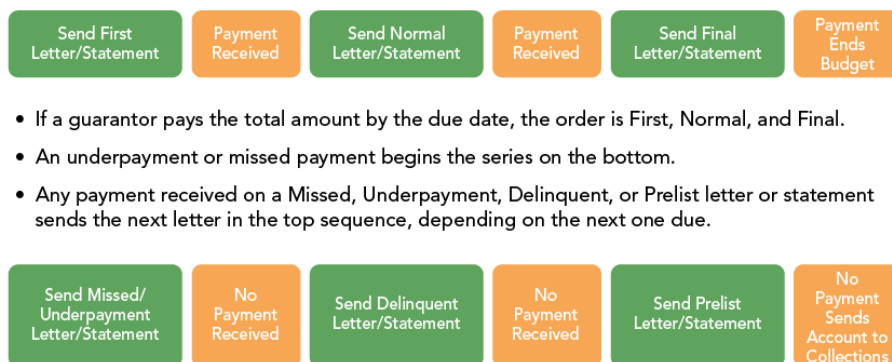 Send First
Letter/Statement
Payment
Received
Send Normal
Letter/Statement
Payment
Received
Send Final
Letter/Statement
Payment
Ends
Budget
• If a guarantor pays the total amount by the due date, the order is First, Normal, and Final.
• An underpayment or missed payment begins the series on the bottom.
• Any payment received on a Missed, Underpayment, Delinquent, or Prelist letter or statement
sends the next letter in the top sequence, depending on the next one due.
Send Missed/
Underpayment
Letter/Statement
No
Payment
Received
Send Delinquent
Letter/Statement
No
Payment
Received
Send Prelist
Letter/Statement
No
Payment
Sends
Account to
Collections